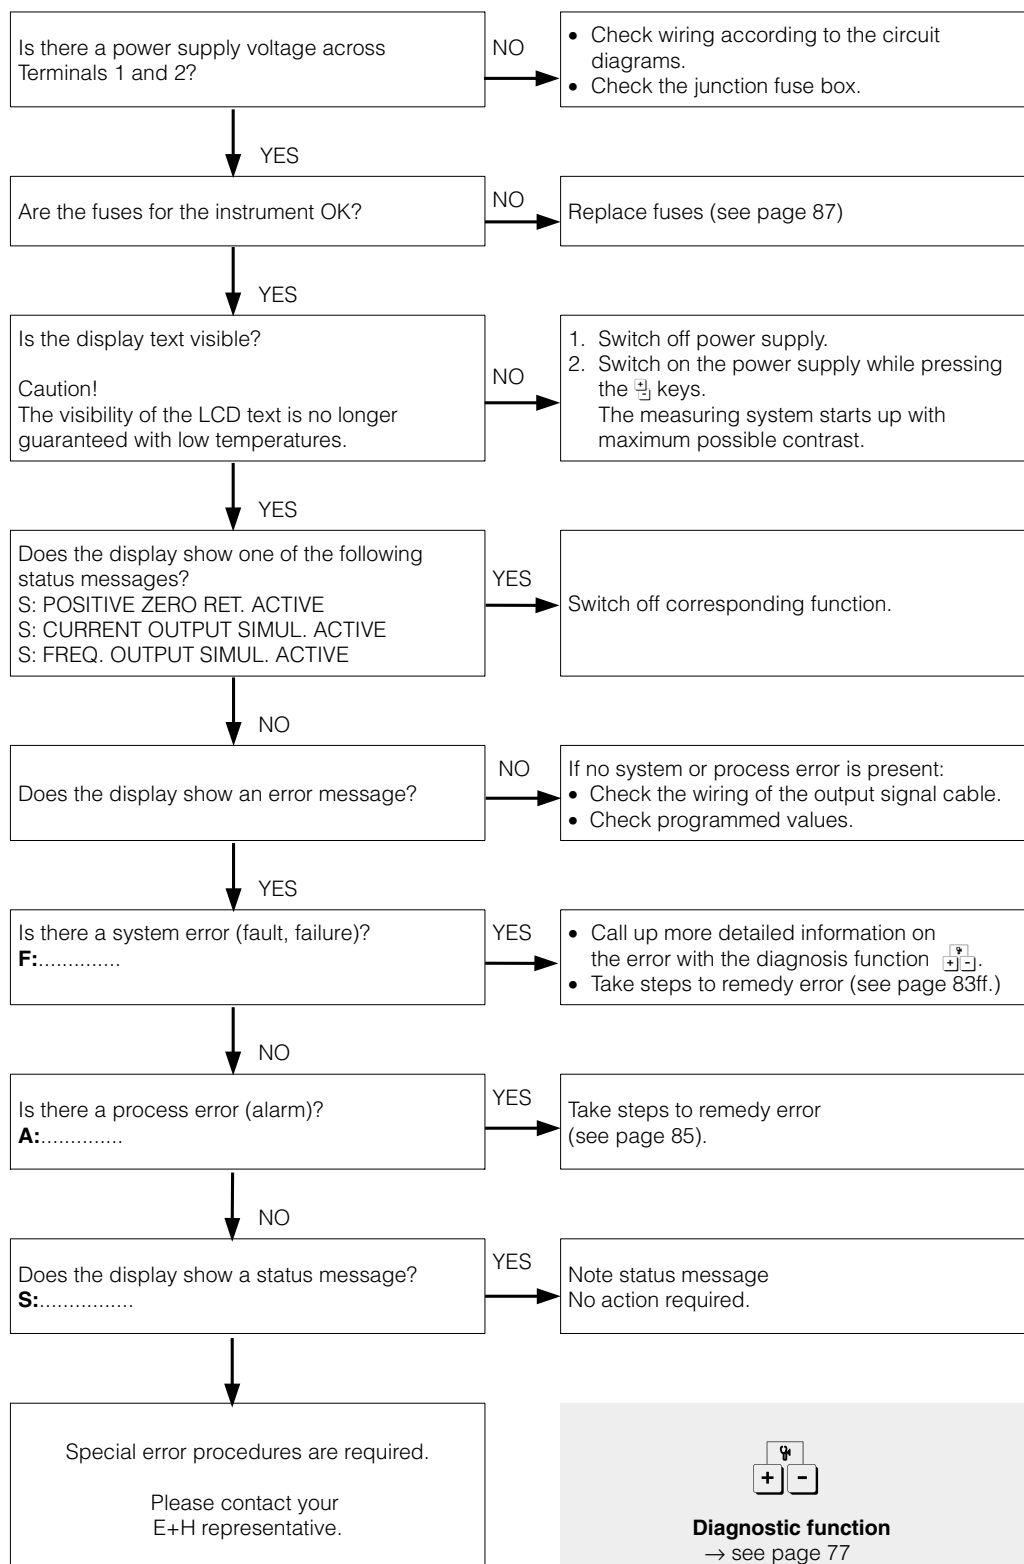 Is there a power supply voltage across
Terminals 1 and 2?
NO
• Check wiring according to the circuit
diagrams.
• Check the junction fuse box.
YES
Are the fuses for the instrument OK?
NO
Replace fuses (see page 87)
YES
Is the display text visible?
Caution!
The visibility of the LCD text is no longer
guaranteed with low temperatures.
NO
1. Switch off power supply.
2. Switch on the power supply while pressing
the + - keys.
The measuring system starts up with
maximum possible contrast.
YES
Does the display show one of the following
status messages?
S: POSITIVE ZERO RET. ACTIVE
S: CURRENT OUTPUT SIMUL. ACTIVE
S: FREQ. OUTPUT SIMUL. ACTIVE
YES
Switch off corresponding function.
NO
Does the display show an error message?
NO
If no system or process error is present:
• Check the wiring of the output signal cable.
• Check programmed values.
YES
Is there a system error (fault, failure)?
F:..............
YES
• Call up more detailed information on
the error with the diagnosis function + -.
• Take steps to remedy error (see page 83ff.)
NO
Is there a process error (alarm)?
A:..............
YES
Take steps to remedy error
(see page 85).
NO
Does the display show a status message?
S:................
YES
Note status message
No action required.
Special error procedures are required.
Please contact your
E+H representative.
+ -
Diagnostic function
→ see page 77